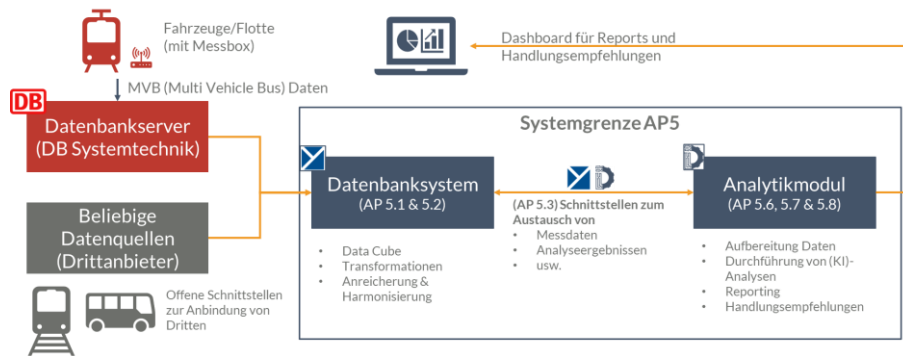 Fahrzeuge/Flotte
(mit Messbox)
MVB (Multi Vehicle Bus) Daten
Dashboard für Reports und
Handlungsempfehlungen
DB
Datenbankserver
(DB Systemtechnik)
Beliebige
Datenquellen
(Drittanbieter)
Offene Schnittstellen
zur Anbindung von
Dritten
Systemgrenze AP5
Datenbanksystem
(AP 5.1 & 5.2)
• Data Cube
• Transformationen
• Anreicherung &
Harmonisierung
(AP 5.3) Schnittstellen zum
Austausch von
• Messdaten
• Analyseergebnissen
• usw.
Analytikmodul
(AP 5.6, 5.7 & 5.8)
• Aufbereitung Daten
• Durchführung von (KI)-
Analysen
• Reporting
• Handlungsempfehlungen